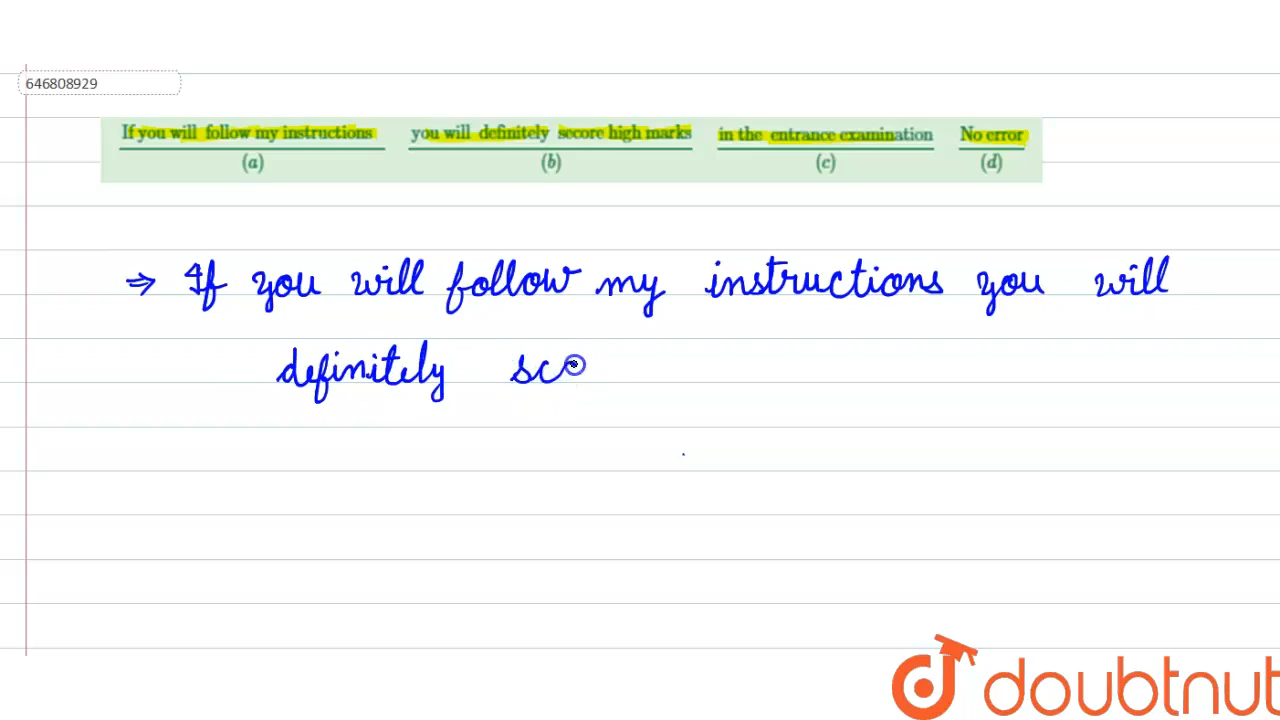 646808929
If you will follow my instructions you will definitely secore high marks in the entrance examination No error
(a) (b) (c) (d)
⇒ If you will follow my instructions you will
definitely sco
doubtnut